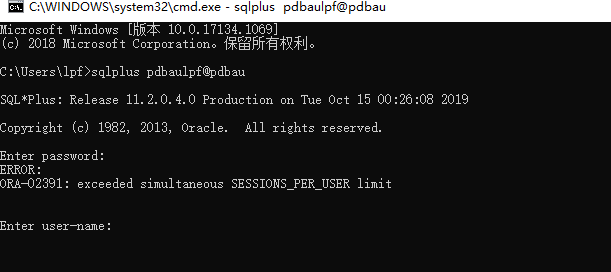 C:\WINDOWS\system32\cmd.exe - sqlplus  pdbaulpf@pdbau
Microsoft Windows [版本 10.0.17134.1069]
(c) 2018 Microsoft Corporation。保留所有权利。
C:\Users\lpf>sqlplus pdbaulpf@pdbau
SQL*Plus: Release 11.2.0.4.0 Production on Tue Oct 15 00:26:08 2019
Copyright (c) 1982, 2013, Oracle.  All rights reserved.
Enter password:
ERROR:
ORA-02391: exceeded simultaneous SESSIONS_PER_USER limit
Enter user-name: